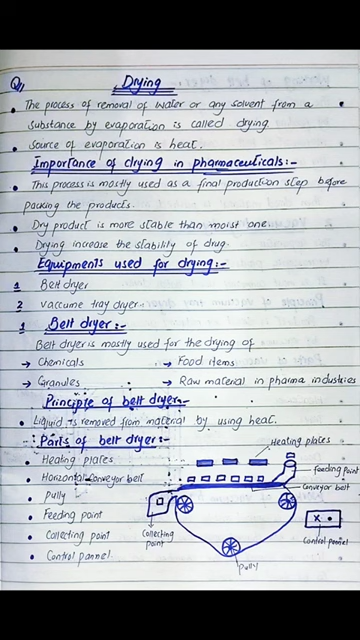 Q1 Drying
• The process of removal of water or any solvent from a
substance by evaporation is called drying.
• Source of evaporation is heat.
Importance of drying in pharmaceuticals:-
• This process is mostly used as a final production step before
packing the products.
• Dry product is more stable than moist one.
• Drying increase the stability of drug.
Equipments used for drying:-
1 Belt dryer
2 vaccume tray dryer.
1 Belt dryer:-
Belt dryer is mostly used for the drying of
→ Chemicals → Food items
→ Granules → Raw material in pharma industries
Principle of belt dryer:-
• Liquid is removed from material by using heat.
Parts of belt dryer:-
• Heating plates
• Horizontal conveyor belt
• pully
• Feeding point
• Collecting point
• Control pannel.
Heating plates
feeding point
conveyor belt
Collecting
point
X •
Control pannel
pully